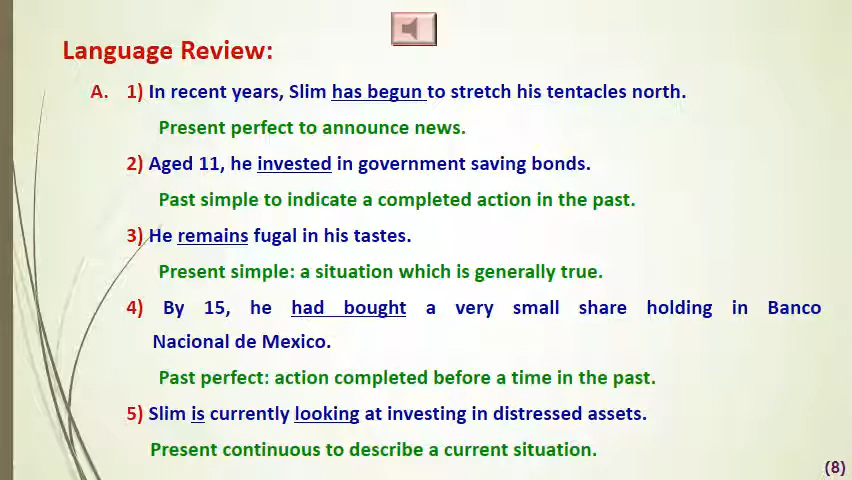 Language Review:
A. 1) In recent years, Slim has begun to stretch his tentacles north.
Present perfect to announce news.
2) Aged 11, he invested in government saving bonds.
Past simple to indicate a completed action in the past.
3) He remains fugal in his tastes.
Present simple: a situation which is generally true.
4) By 15, he had bought a very small share holding in Banco
Nacional de Mexico.
Past perfect: action completed before a time in the past.
5) Slim is currently looking at investing in distressed assets.
Present continuous to describe a current situation.
(8)